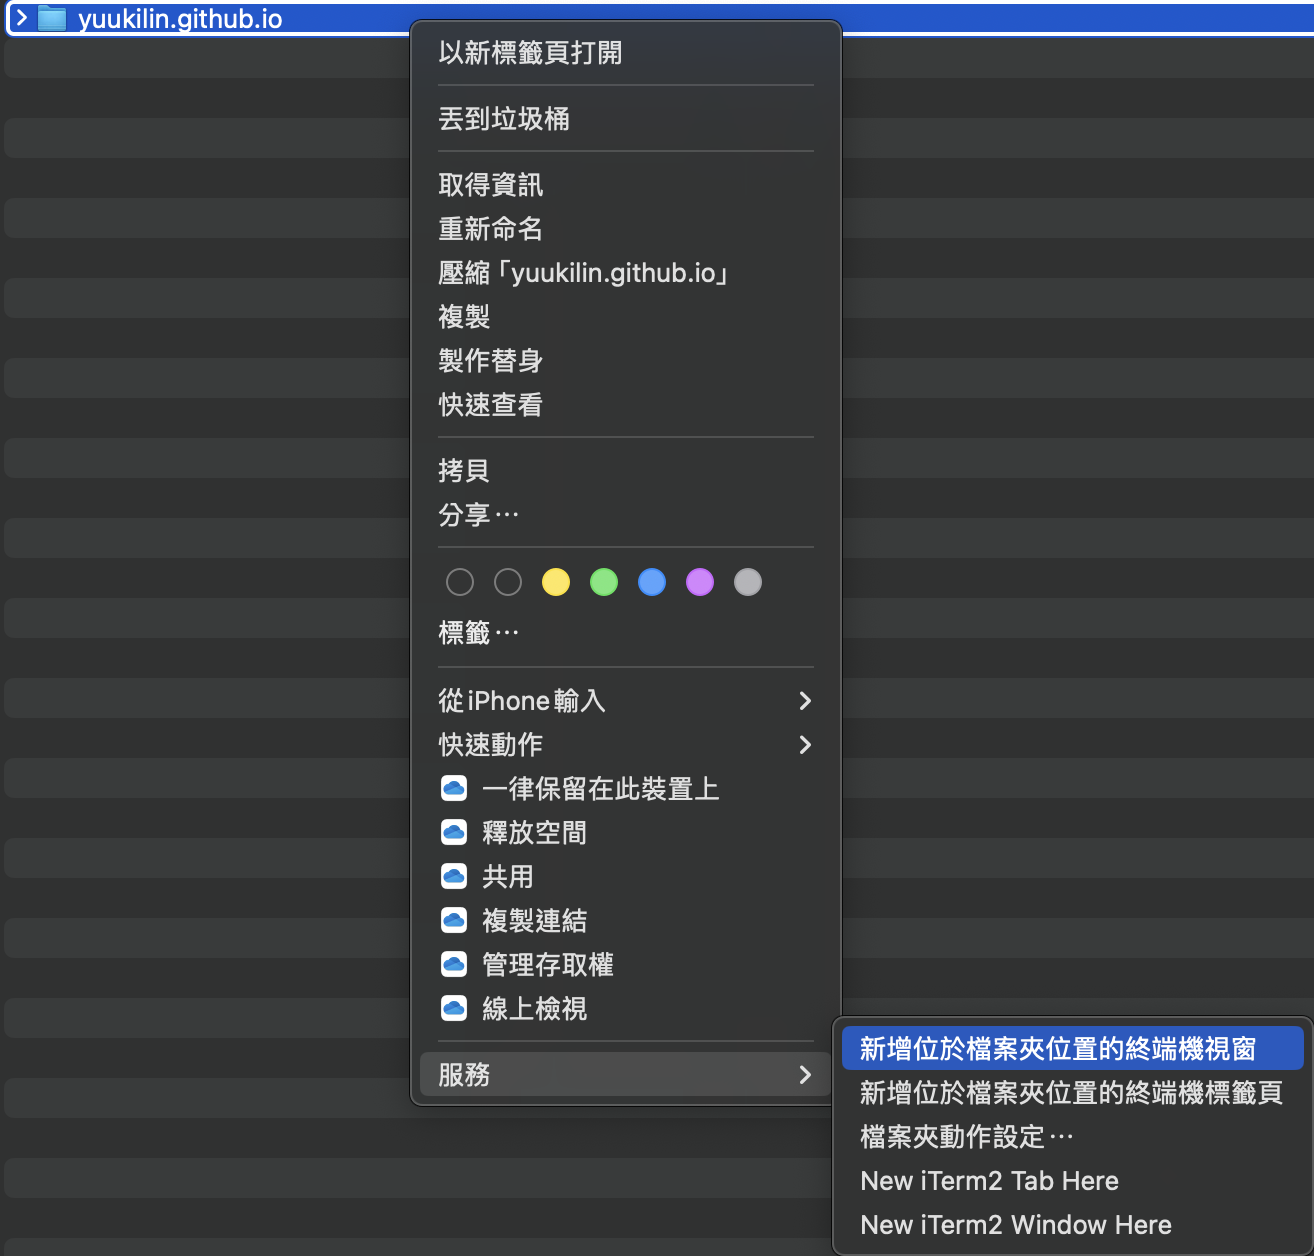 yuukilin.github.io
以新標籤頁打開
丟到垃圾桶
取得資訊
重新命名
壓縮「yuukilin.github.io」
複製
製作替身
快速查看
拷貝
分享⋯
標籤⋯
從 iPhone 輸入
快速動作
一律保留在此裝置上
釋放空間
共用
複製連結
管理存取權
線上檢視
服務
新增位於檔案夾位置的終端機視窗
新增位於檔案夾位置的終端機標籤頁
檔案夾動作設定⋯
New iTerm2 Tab Here
New iTerm2 Window Here